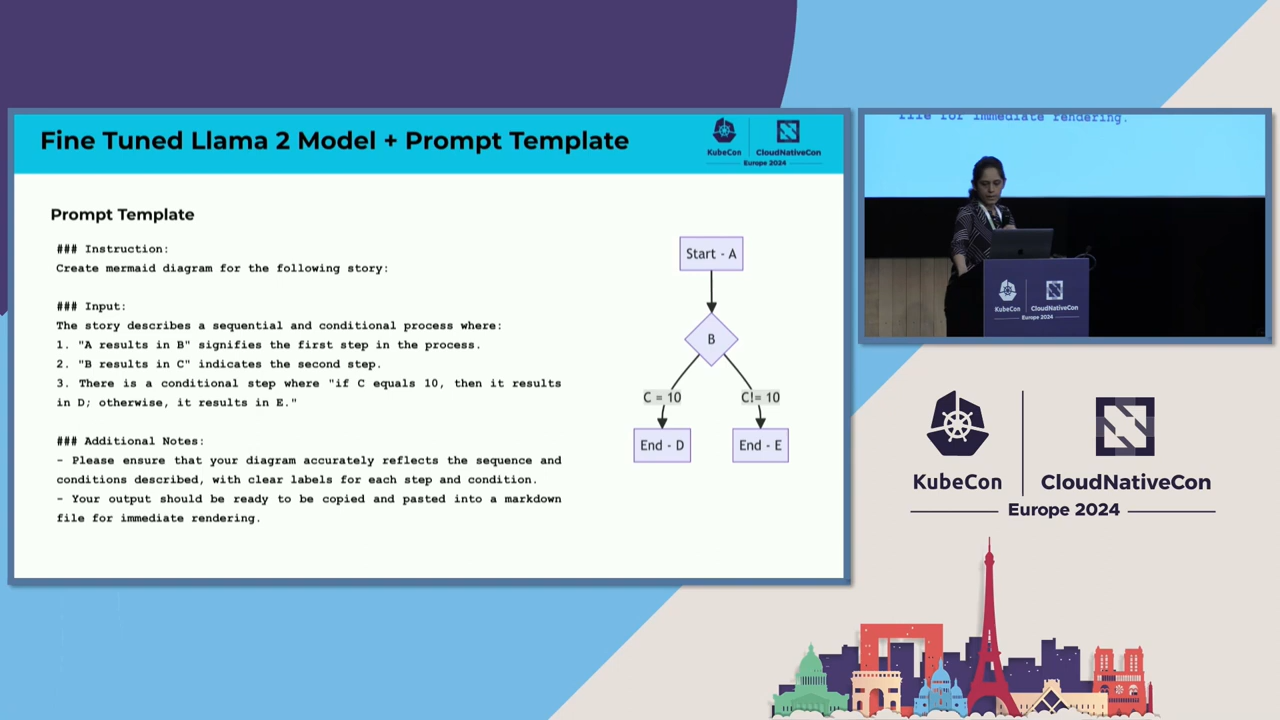 Fine Tuned Llama 2 Model + Prompt Template
KubeCon
CloudNativeCon
Europe 2024
Prompt Template
### Instruction:
Create mermaid diagram for the following story:
### Input:
The story describes a sequential and conditional process where:
1. "A results in B" signifies the first step in the process.
2. "B results in C" indicates the second step.
3. There is a conditional step where "if C equals 10, then it results
in D; otherwise, it results in E."
### Additional Notes:
- Please ensure that your diagram accurately reflects the sequence and
conditions described, with clear labels for each step and condition.
- Your output should be ready to be copied and pasted into a markdown
file for immediate rendering.
Start - A
B
C = 10
C!= 10
End - D
End - E
file for immediate rendering.
KubeCon
CloudNativeCon
Europe 2024
KubeCon
CloudNativeCon
Europe 2024